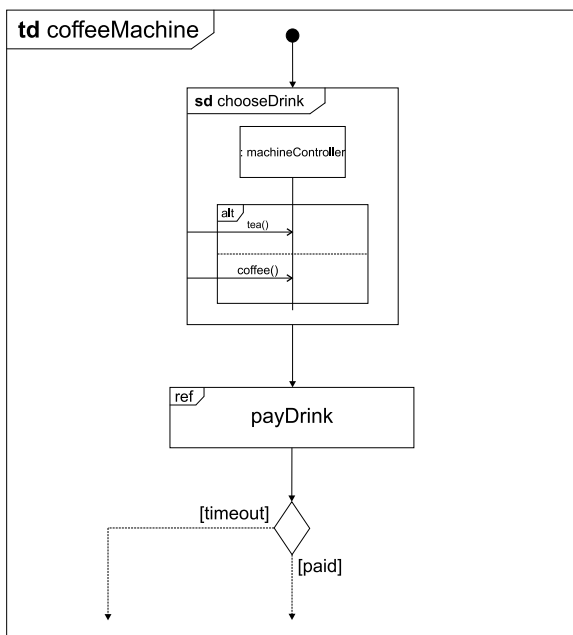 td coffeeMachine
sd chooseDrink
: machineController
alt
tea()
coffee()
ref
payDrink
[timeout]
[paid]